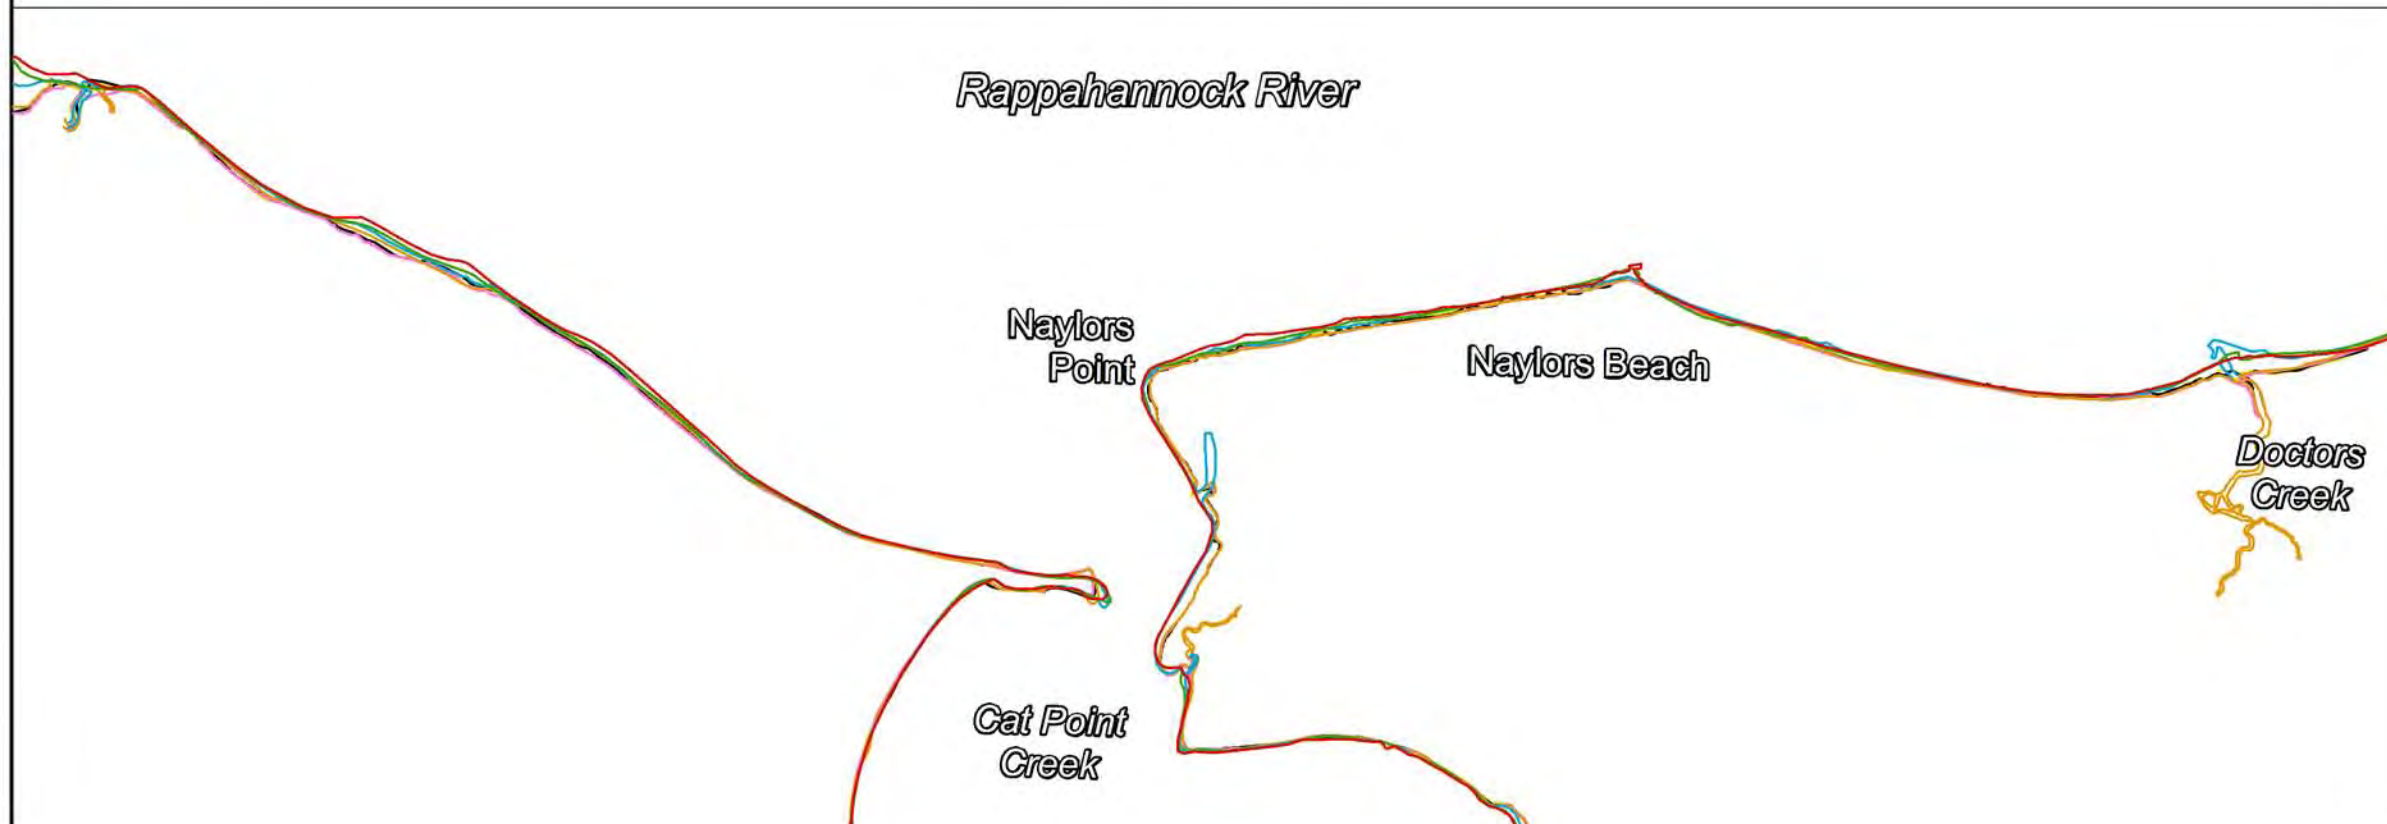 Rappahannock River
Naylors
Point
Naylors Beach
Doctors
Creek
Cat Point
Creek